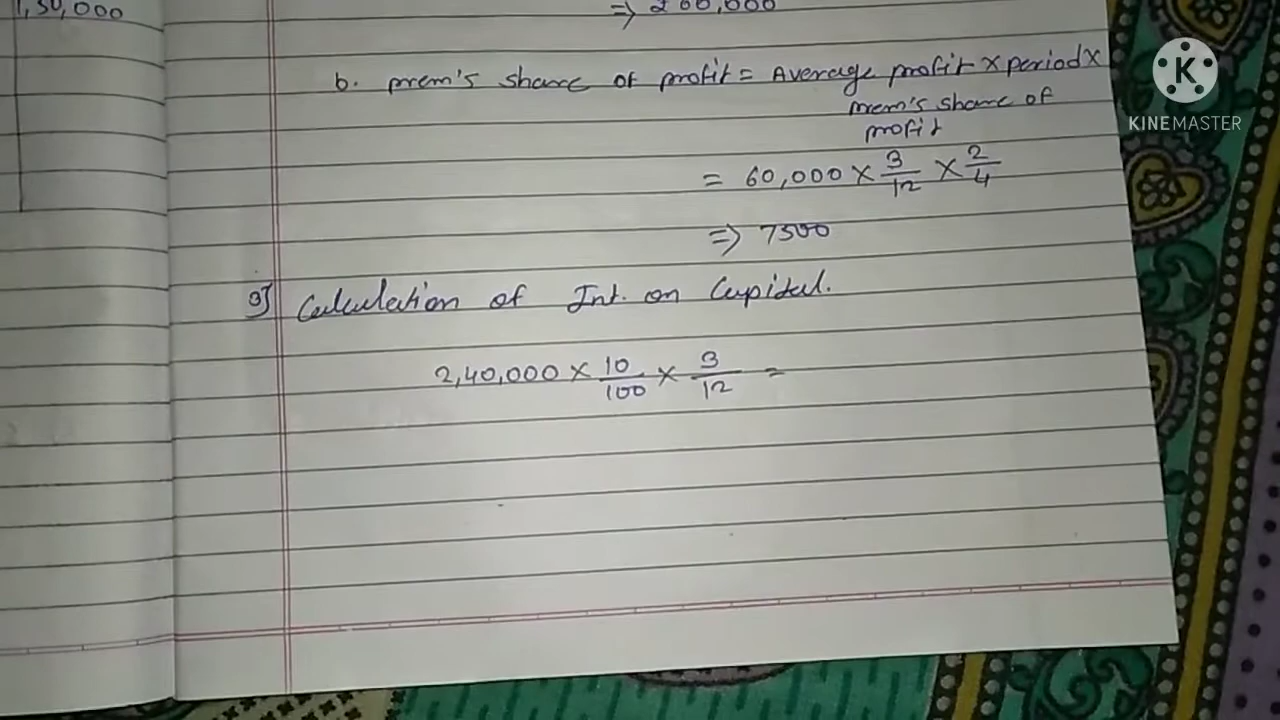 1,50,000
=> 200,000
b. prem's share of profit = Average profit × period ×
prem's share of
profit
= 60,000 × 3/12 × 2/4
=> 7500
9] Calculation of Int. on Capital.
2,40,000 × 10/100 × 3/12 =
K
KINEMASTER